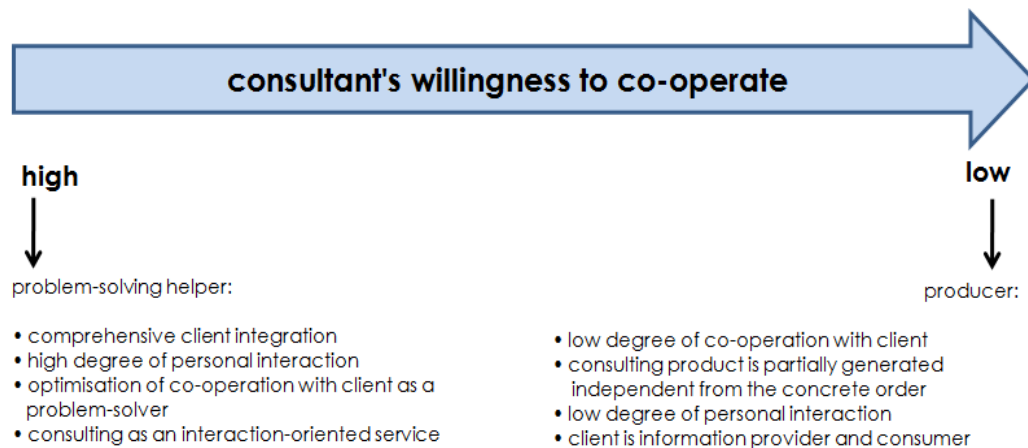 consultant's willingness to co-operate
high
low
problem-solving helper:
• comprehensive client integration
• high degree of personal interaction
• optimisation of co-operation with client as a
problem-solver
• consulting as an interaction-oriented service
producer:
• low degree of co-operation with client
• consulting product is partially generated
independent from the concrete order
• low degree of personal interaction
• client is information provider and consumer